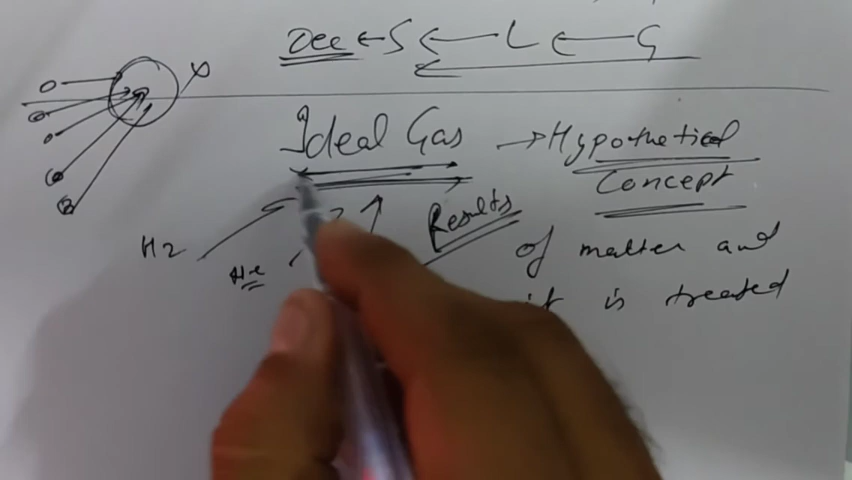 Dec ← S ← L ← G
Ideal Gas → Hypothetical
Concept
Results
H2
He
of matter and
it is treated